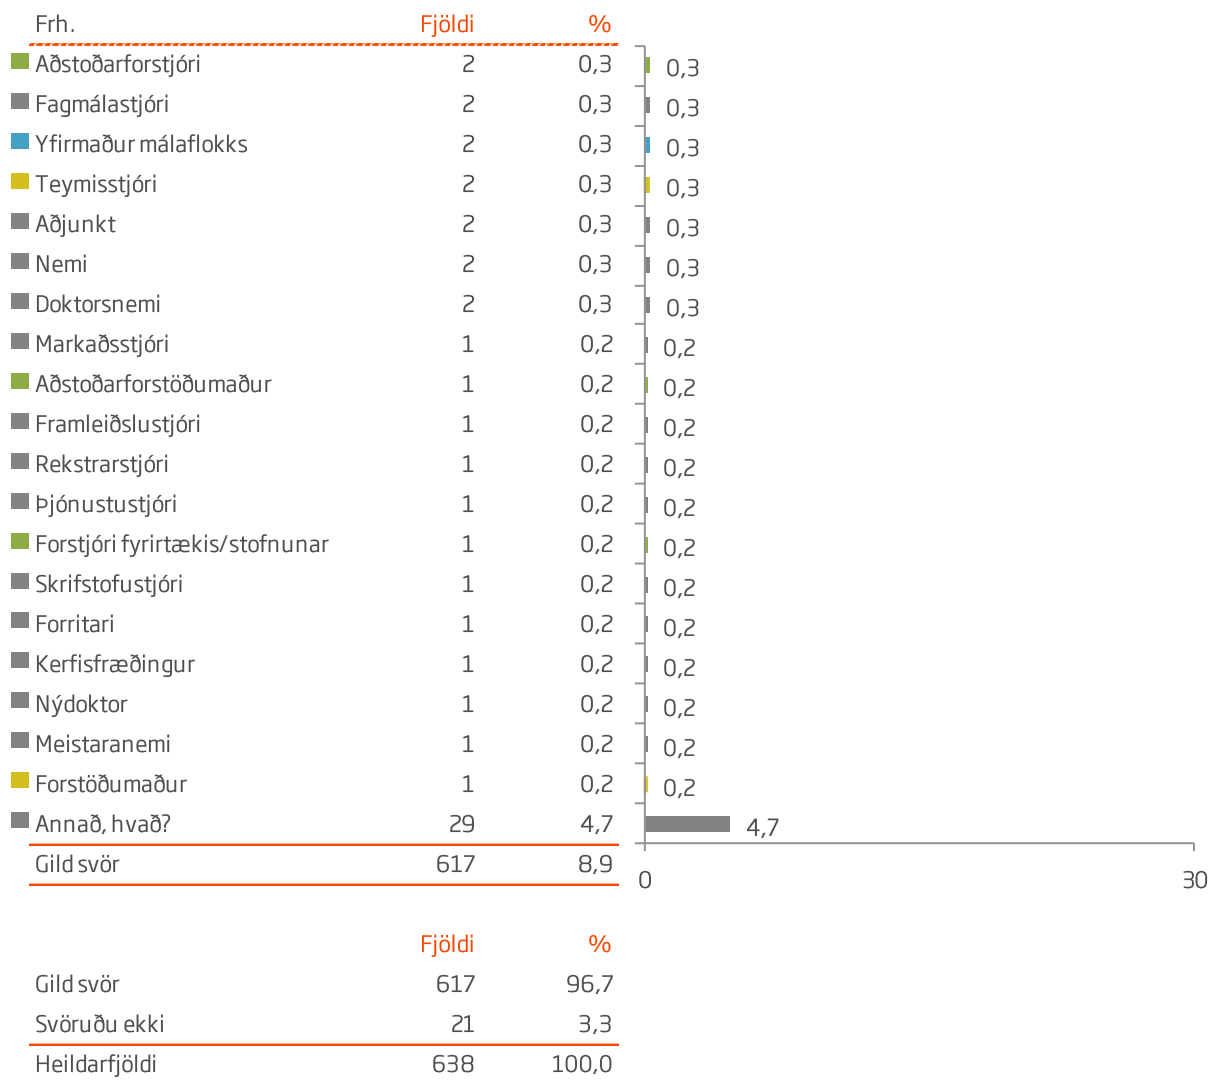 Frh. Fjöldi %
Aðstoðarforstjóri 2 0,3 0,3
Fagmálastjóri 2 0,3 0,3
Yfirmaður málaflokks 2 0,3 0,3
Teymisstjóri 2 0,3 0,3
Aðjunkt 2 0,3 0,3
Nemi 2 0,3 0,3
Doktorsnemi 2 0,3 0,3
Markaðsstjóri 1 0,2 0,2
Aðstoðarforstöðumaður 1 0,2 0,2
Framleiðslustjóri 1 0,2 0,2
Rekstrarstjóri 1 0,2 0,2
Þjónustustjóri 1 0,2 0,2
Forstjóri fyrirtækis/stofnunar 1 0,2 0,2
Skrifstofustjóri 1 0,2 0,2
Forritari 1 0,2 0,2
Kerfisfræðingur 1 0,2 0,2
Nýdoktor 1 0,2 0,2
Meistaranemi 1 0,2 0,2
Forstöðumaður 1 0,2 0,2
Annað, hvað? 29 4,7 4,7
Gild svör 617 8,9
0 30
Fjöldi %
Gild svör 617 96,7
Svöruðu ekki 21 3,3
Heildarfjöldi 638 100,0